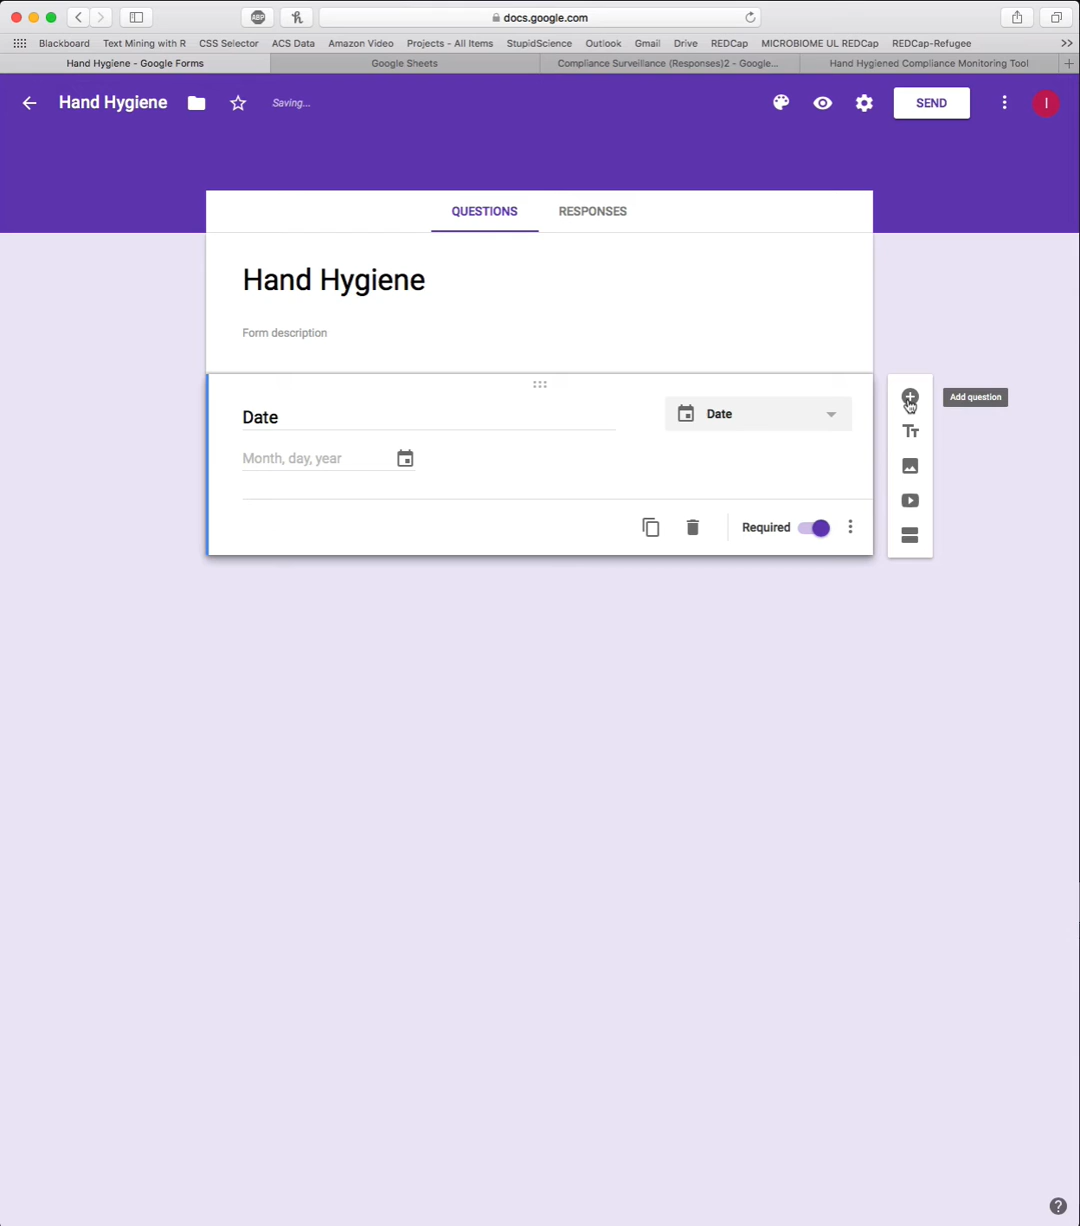 docs.google.com
ABP
Blackboard Text Mining with R CSS Selector ACS Data Amazon Video Projects - All Items StupidScience Outlook Gmail Drive REDCap MICROBIOME UL REDCap REDCap-Refugee >>
Hand Hygiene - Google Forms Google Sheets Compliance Surveillance (Responses)2 - Google... Hand Hygiened Compliance Monitoring Tool +
Hand Hygiene Saving... SEND I
QUESTIONS RESPONSES
Hand Hygiene
Form description
Add question
Date Date
Tt
Month, day, year
Required
?